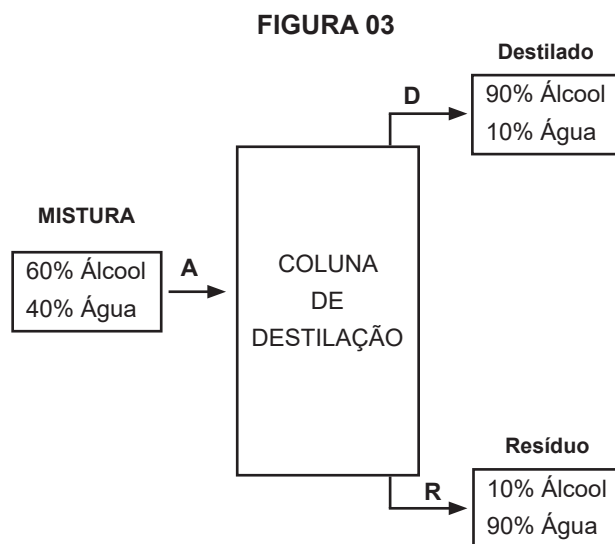 FIGURA 03
Destilado
D
90% Álcool
10% Água
MISTURA
60% Álcool
40% Água
A
COLUNA
DE
DESTILAÇÃO
Resíduo
R
10% Álcool
90% Água